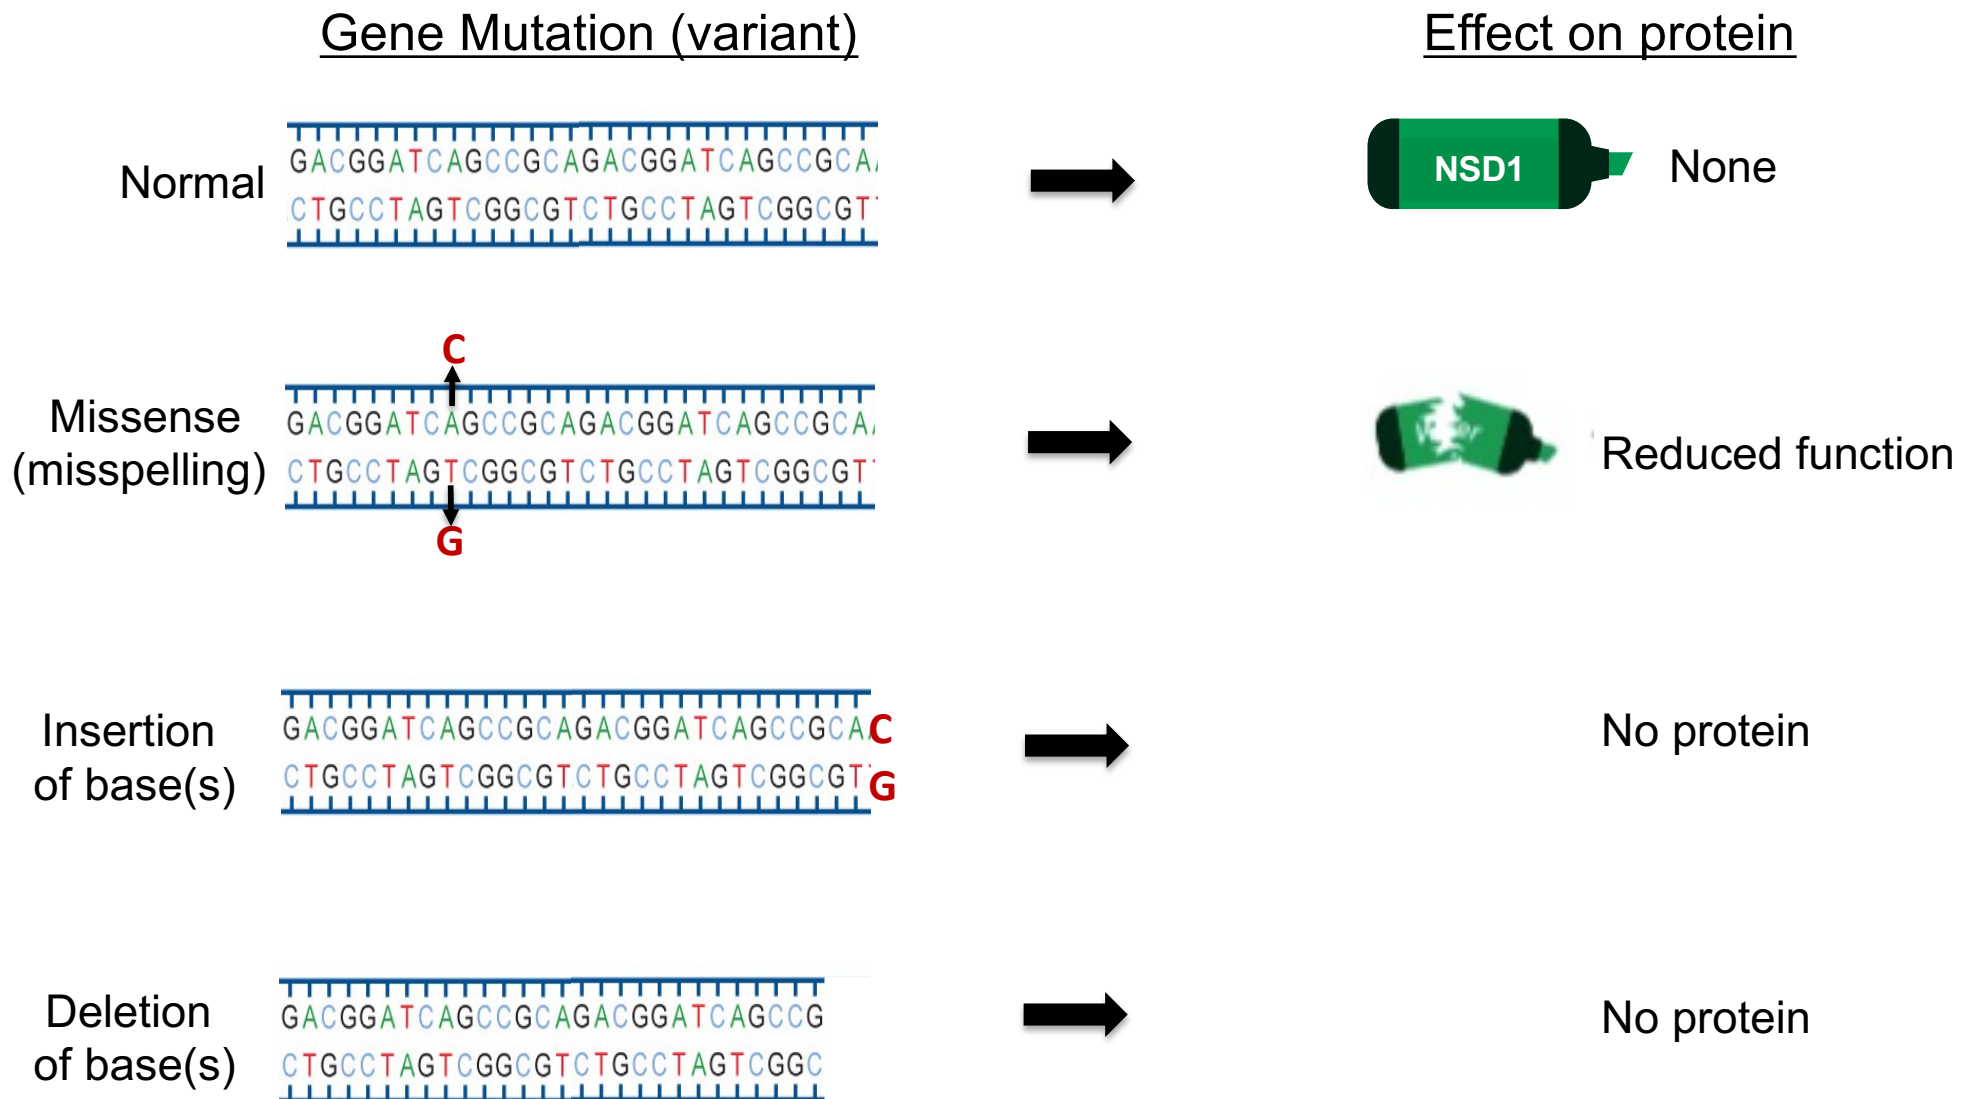 Gene Mutation (variant)
Effect on protein
Normal
GACGGATCAGCCGCAGACGGATCAGCCGCA
CTGCCTAGTCGGCGTCTGCCTAGTCGGCGT
NSD1
None
C
Missense
(misspelling)
GACGGATCAGCCGCAGACGGATCAGCCGCA
CTGCCTAGTCGGCGTCTGCCTAGTCGGCGT
G
Reduced function
Insertion
of base(s)
GACGGATCAGCCGCAGACGGATCAGCCGCAC
CTGCCTAGTCGGCGTCTGCCTAGTCGGCGTG
No protein
Deletion
of base(s)
GACGGATCAGCCGCAGACGGATCAGCCG
CTGCCTAGTCGGCGTCTGCCTAGTCGGC
No protein